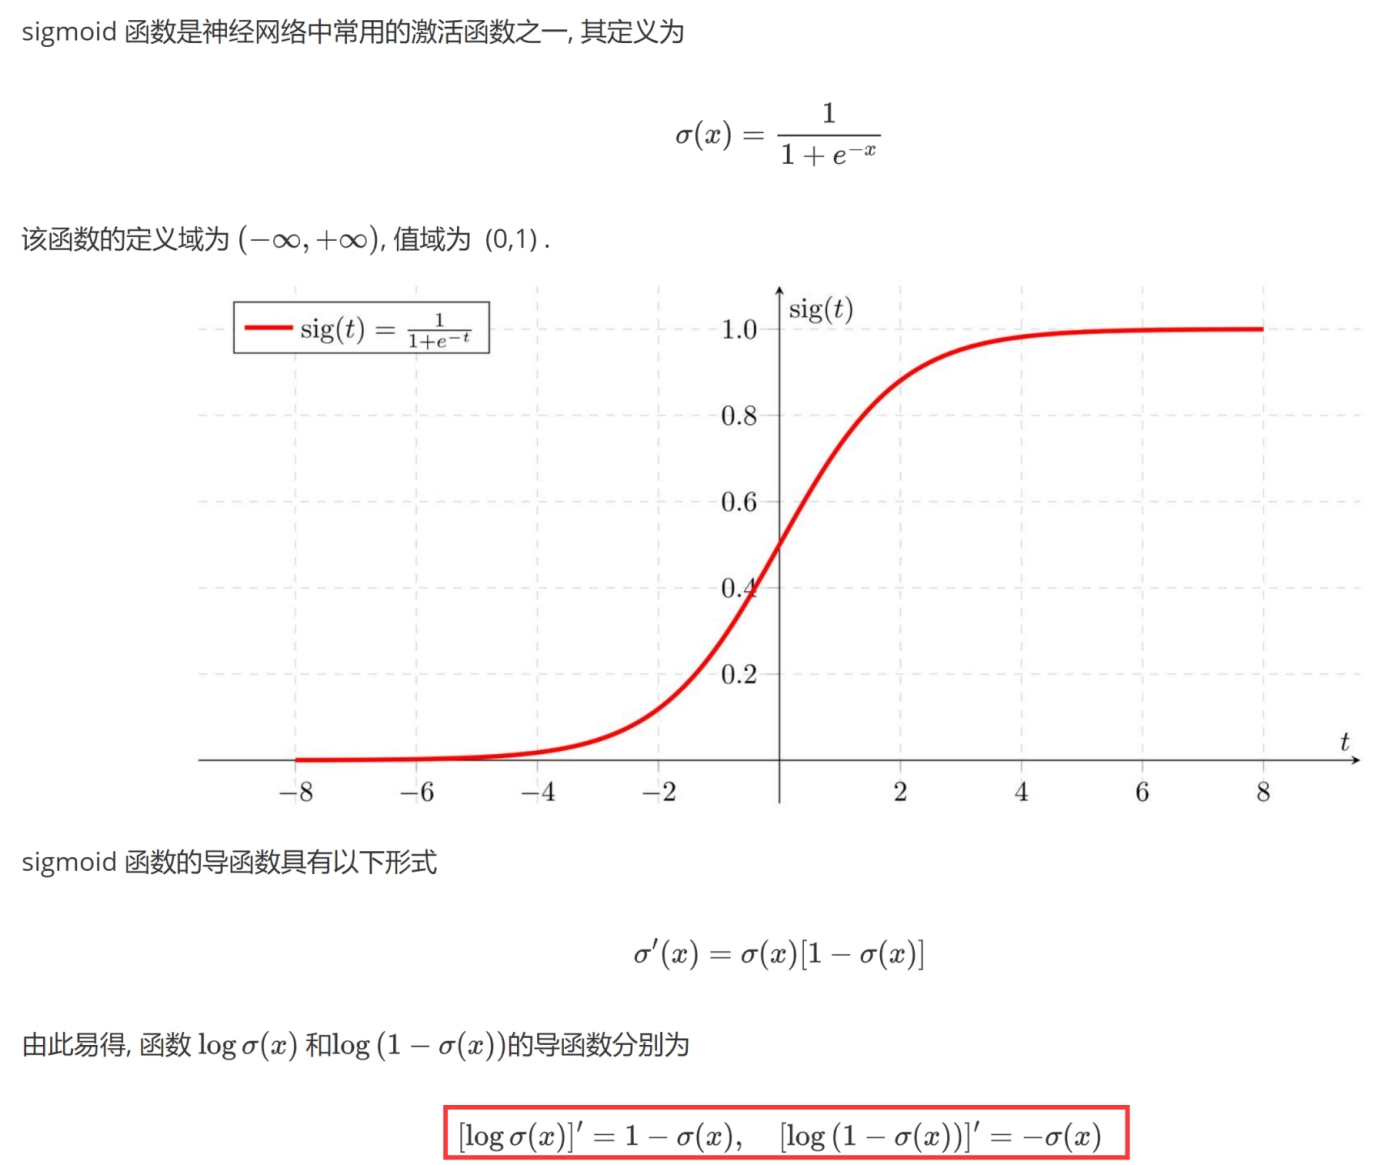 sigmoid 函数是神经网络中常用的激活函数之一, 其定义为
σ(x) = 1 / (1 + e^{-x})
该函数的定义域为 (−∞, +∞), 值域为 (0,1) .
sig(t) = 1 / (1+e^{−t})
sig(t)
1.0
0.8
0.6
0.4
0.2
t
−8 −6 −4 −2 2 4 6 8
sigmoid 函数的导函数具有以下形式
σ′(x) = σ(x)[1 − σ(x)]
由此易得, 函数 log σ(x) 和log (1 − σ(x))的导函数分别为
[log σ(x)]′ = 1 − σ(x), [log (1 − σ(x))]′ = −σ(x)